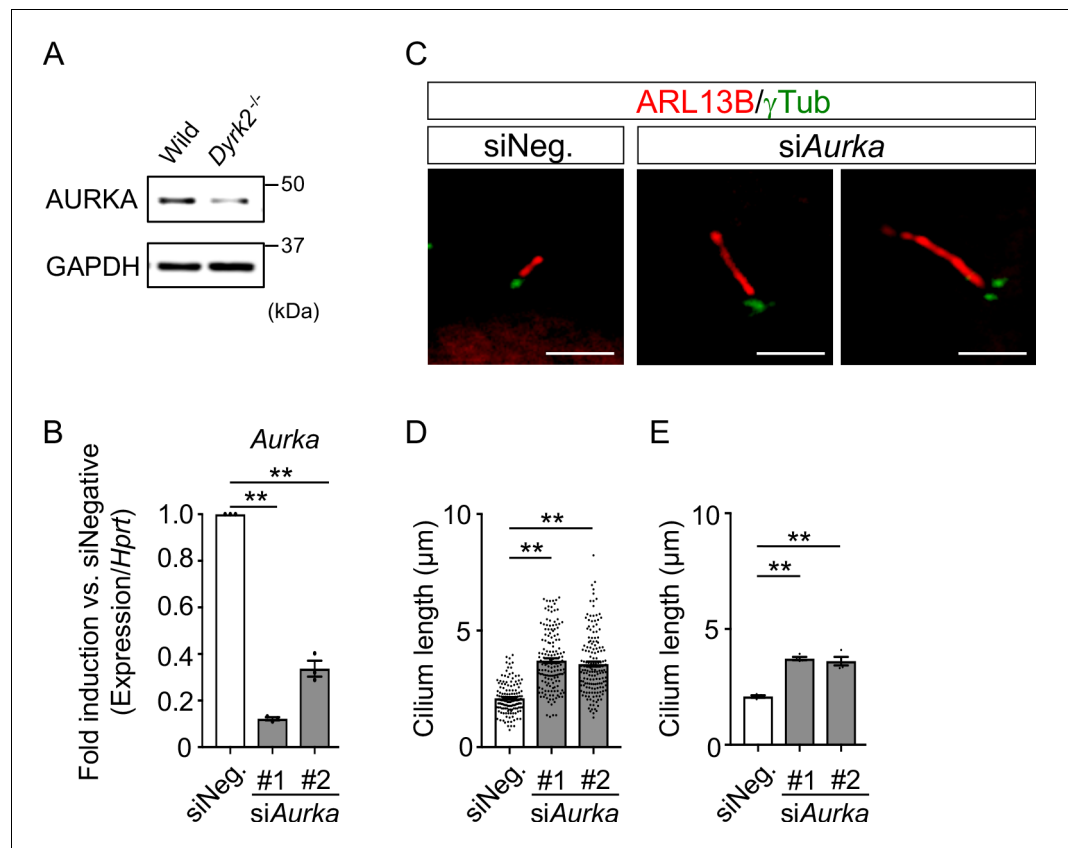 A
Wild
Dyrk2-/-
AURKA
50
GAPDH
37
(kDa)
C
ARL13B/γTub
siNeg.
siAurka
B
Aurka
Fold induction vs. siNegative
(Expression/Hprt)
**
**
1.0
0.8
0.6
0.4
0.2
0
siNeg.
#1
#2
siAurka
D
Cilium length (μm)
10
5
0
**
**
siNeg.
#1
#2
siAurka
E
Cilium length (μm)
10
5
0
**
**
siNeg.
#1
#2
siAurka